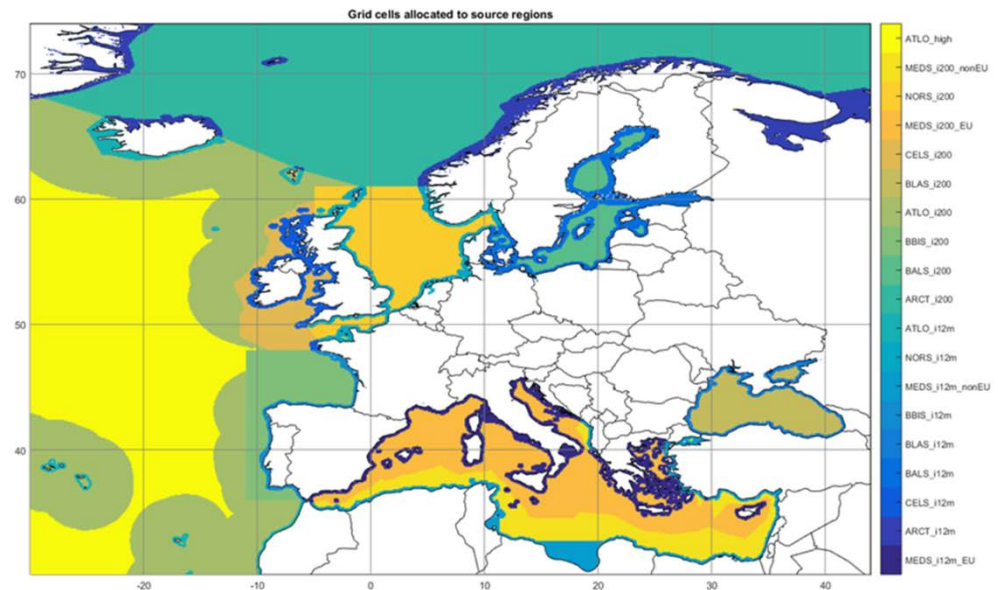 Grid cells allocated to source regions
70
60
50
40
-20
-10
0
10
20
30
40
ATLO_high
MEDS_i200_nonEU
NORS_i200
MEDS_i200_EU
CELS_i200
BLAS_i200
ATLO_i200
BBIS_i200
BALS_i200
ARCT_i200
ATLO_i12m
NORS_i12m
MEDS_i12m_nonEU
BBIS_i12m
BLAS_i12m
BALS_i12m
CELS_i12m
ARCT_i12m
MEDS_i12m_EU